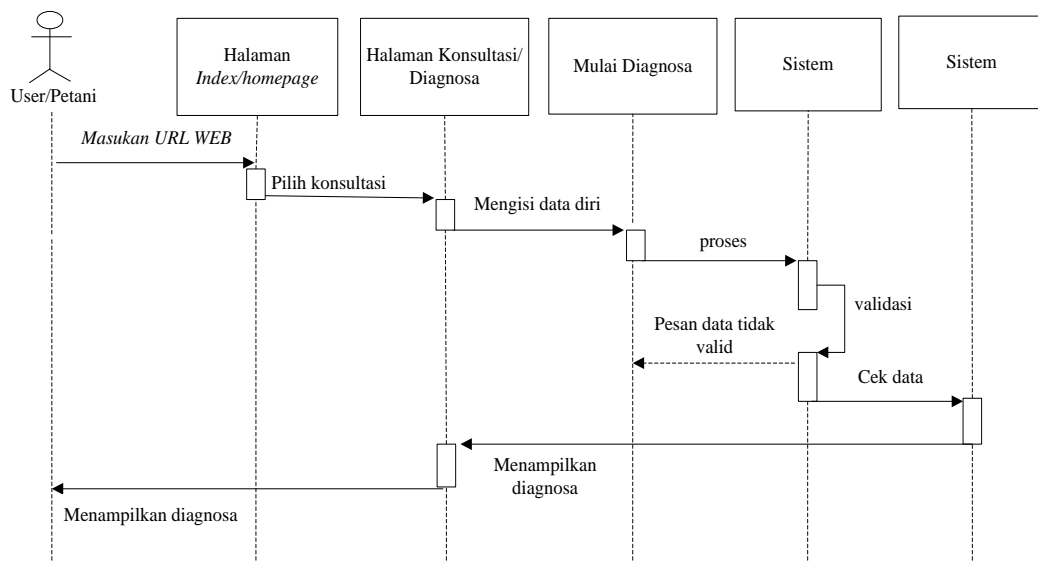 User/Petani
Halaman
Index/homepage
Halaman Konsultasi/
Diagnosa
Mulai Diagnosa
Sistem
Sistem
Masukan URL WEB
Pilih konsultasi
Mengisi data diri
proses
validasi
Pesan data tidak
valid
Cek data
Menampilkan
diagnosa
Menampilkan diagnosa